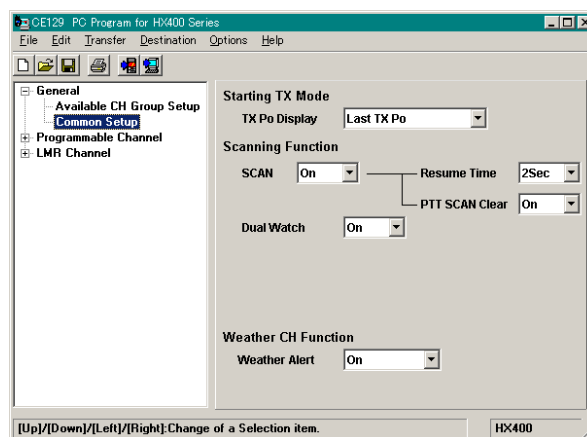 CE129 PC Program for HX400 Series
File Edit Transfer Destination Options Help
General
Available CH Group Setup
Common Setup
Programmable Channel
LMR Channel
Starting TX Mode
TX Po Display Last TX Po
Scanning Function
SCAN On Resume Time 2Sec
PTT SCAN Clear On
Dual Watch On
Weather CH Function
Weather Alert On
[Up]/[Down]/[Left]/[Right]:Change of a Selection item. HX400